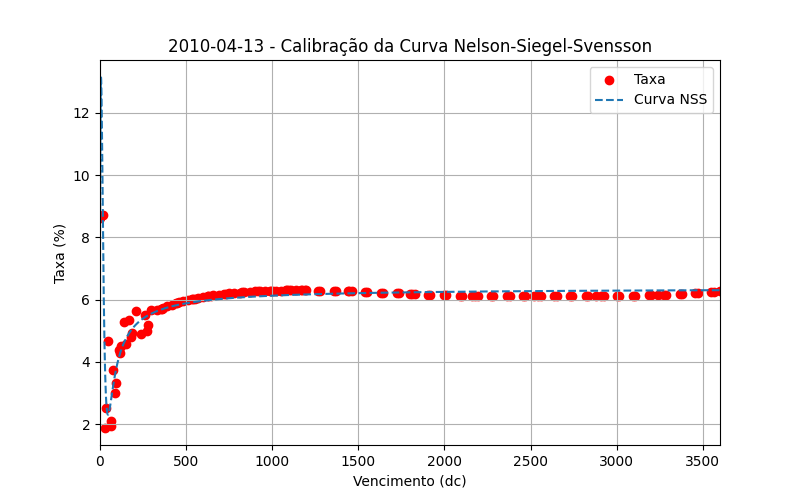 2010-04-13 - Calibração da Curva Nelson-Siegel-Svensson
Taxa
Curva NSS
Taxa (%)
12
10
8
6
4
2
0
500
1000
1500
2000
2500
3000
3500
Vencimento (dc)